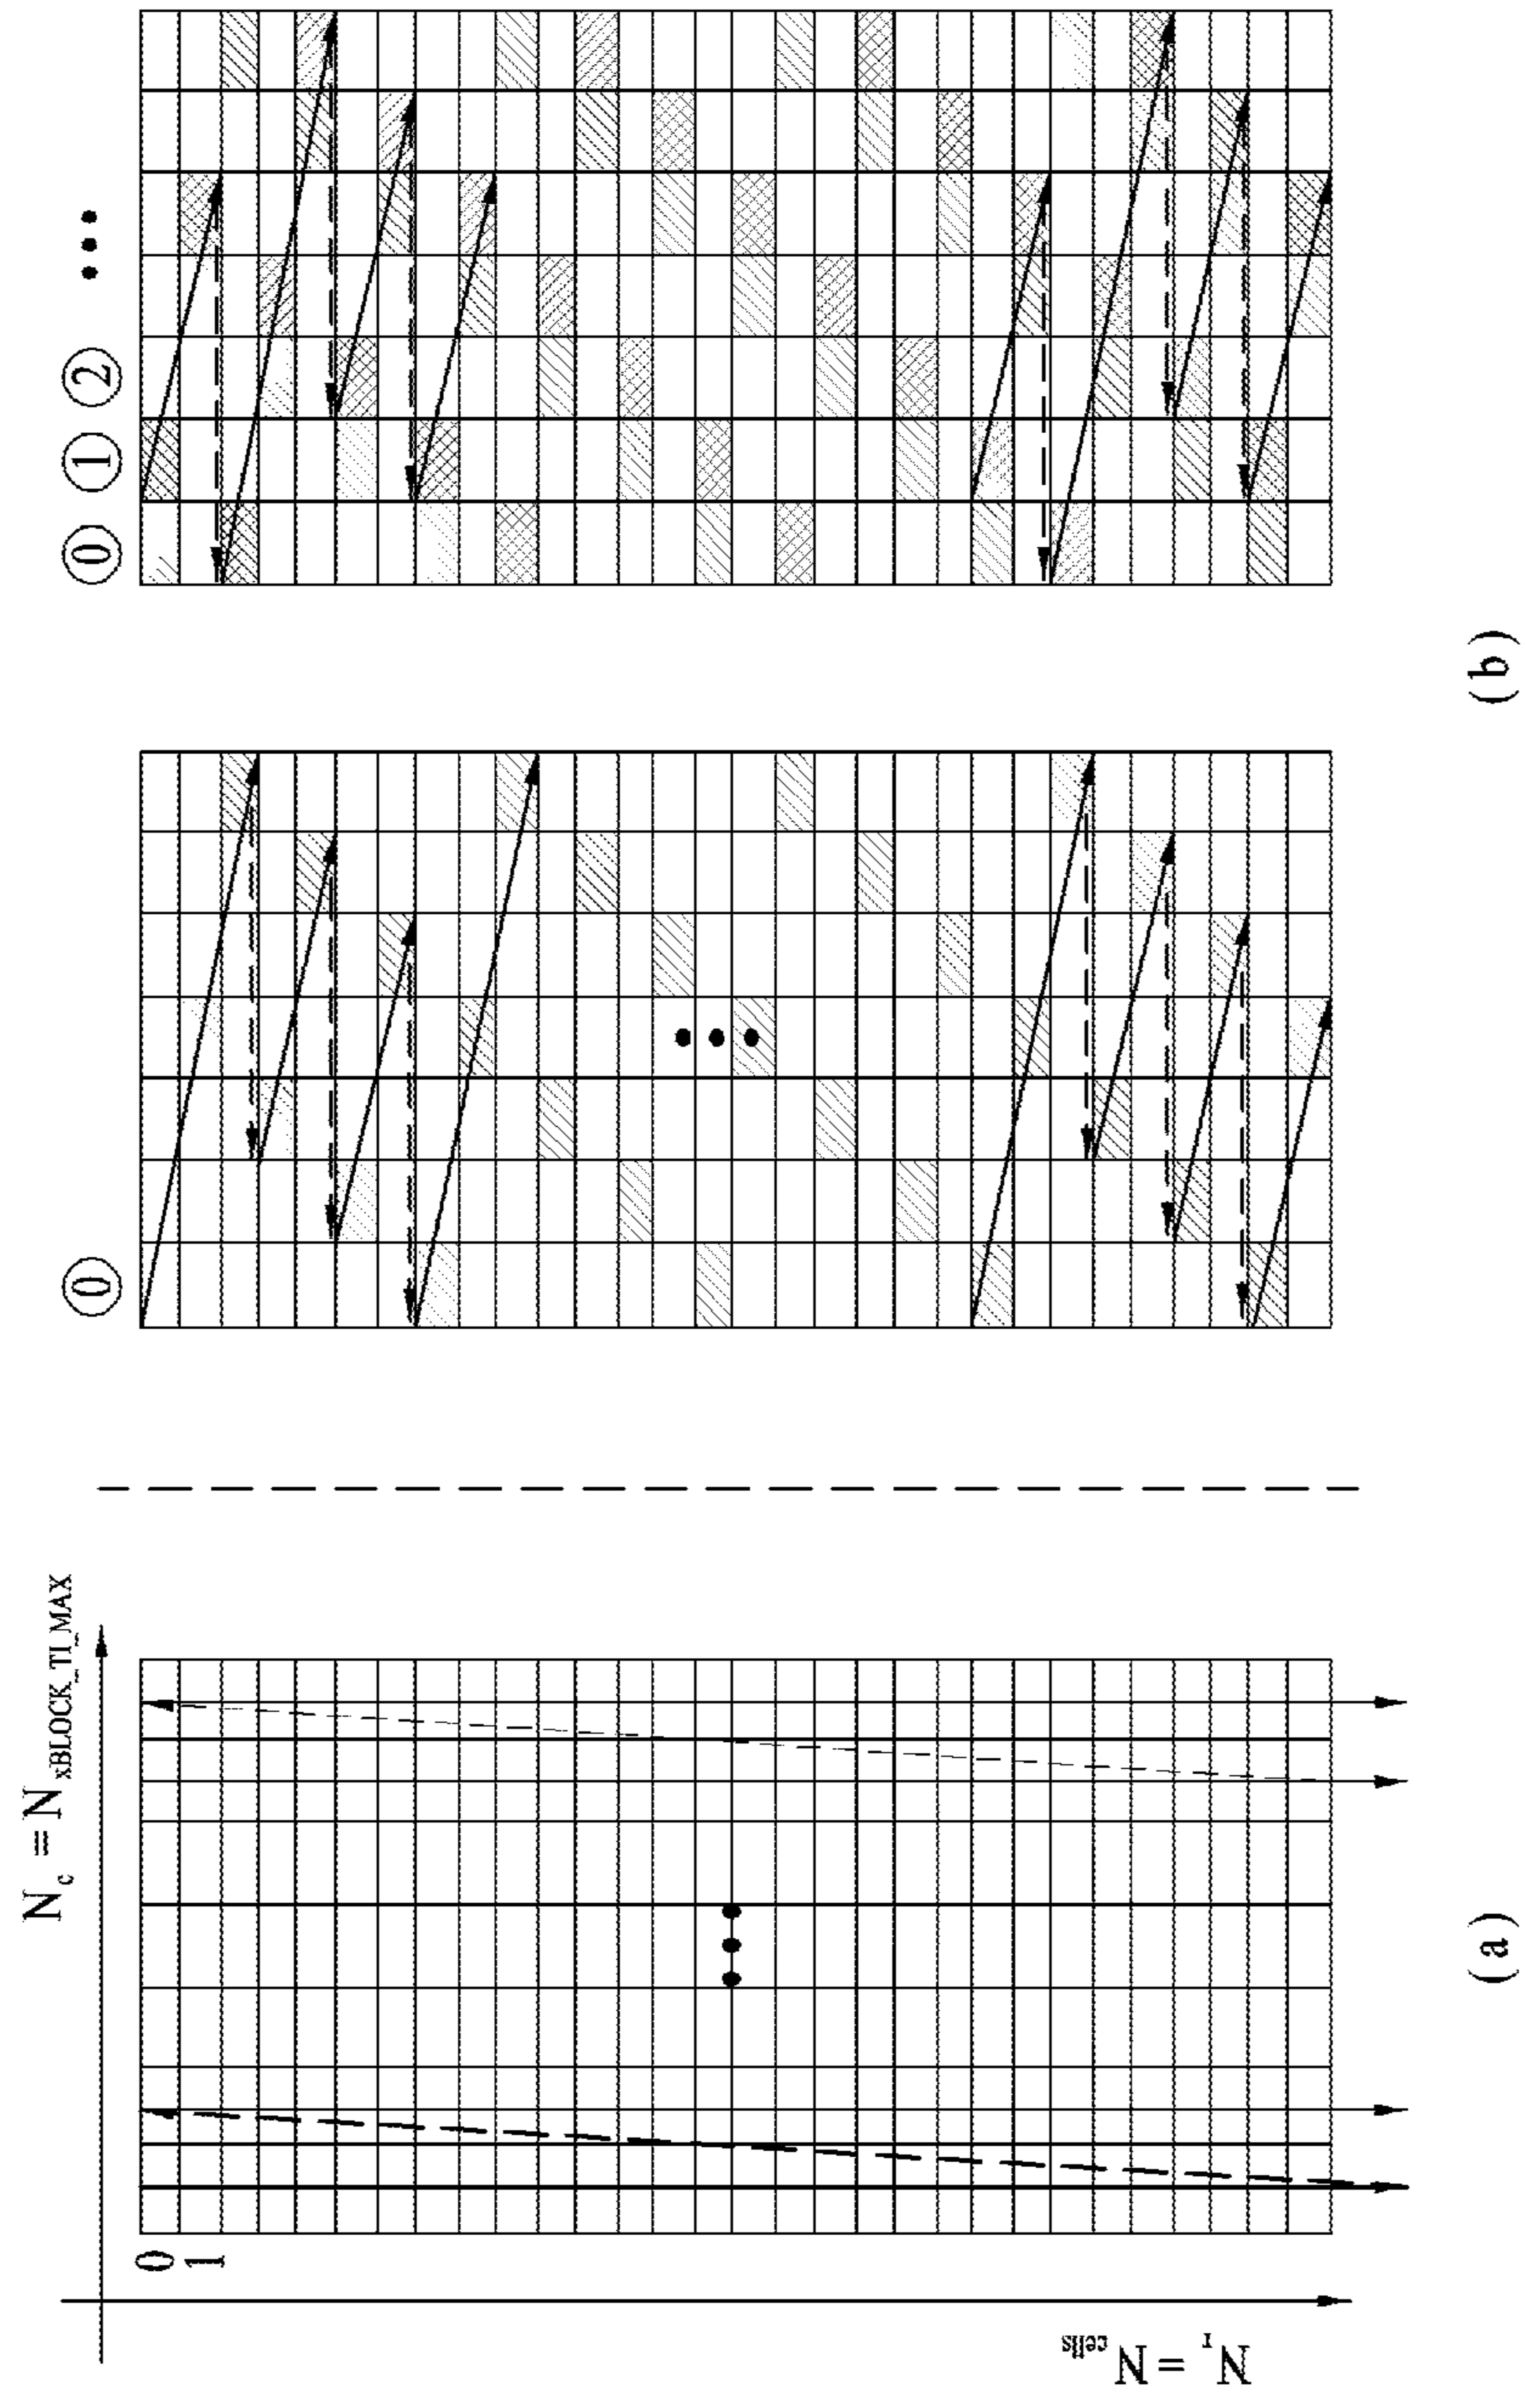 N_c = N_xBLOCK_TI_MAX
0
1
N_r = N_cells
⓪
⓪ ① ② •••
(a)
(b)